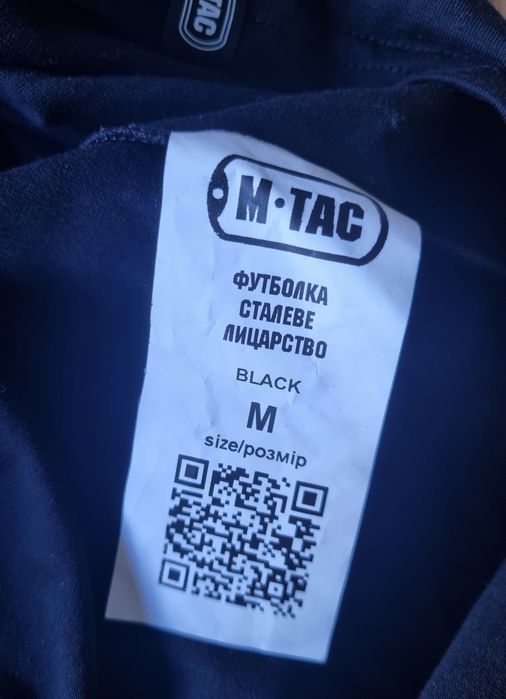 TAC
M·TAC
ФУТБОЛКА
СТАЛЕВЕ
ЛИЦАРСТВО
BLACK
M
size/розмір